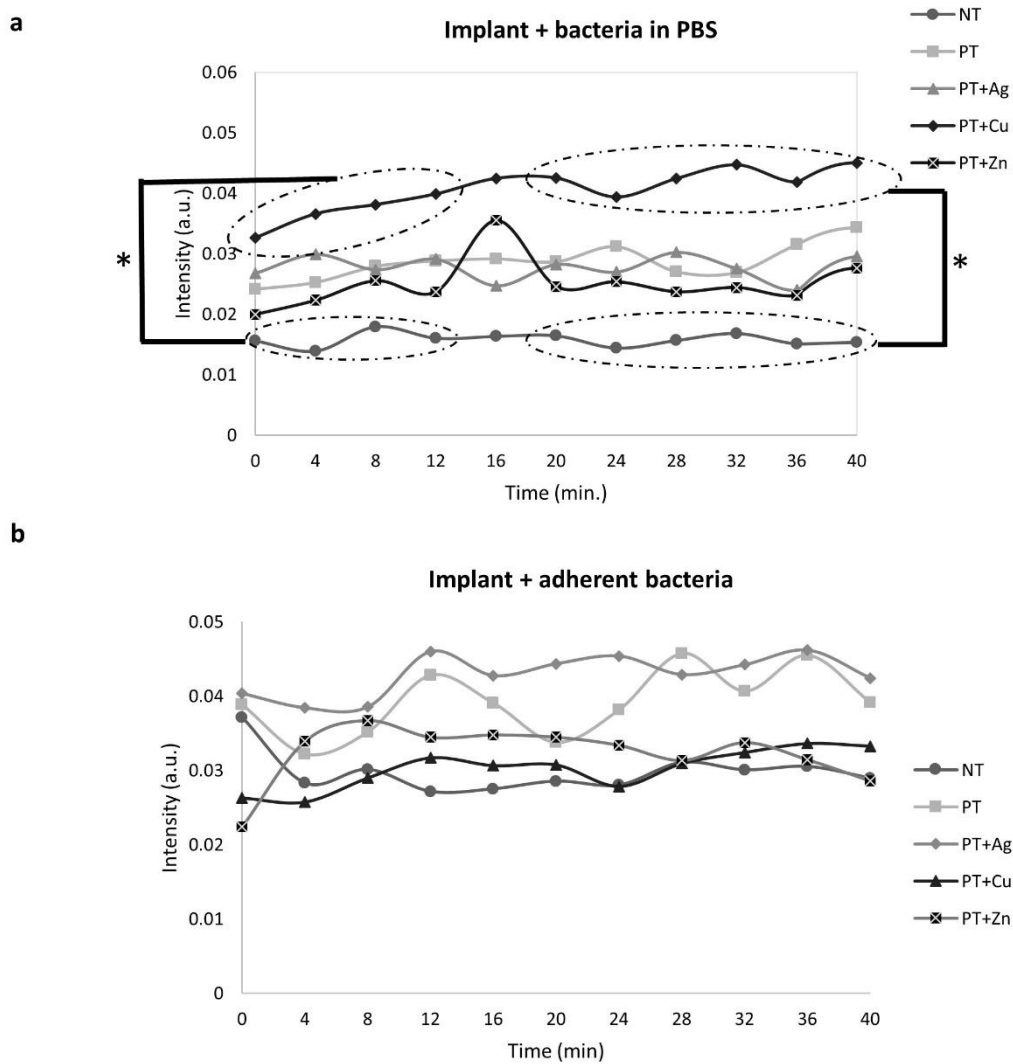 a
Implant + bacteria in PBS
NT
PT
PT+Ag
PT+Cu
PT+Zn
Intensity (a.u.)
0.06
0.05
0.04
0.03
0.02
0.01
0
*
*
0 4 8 12 16 20 24 28 32 36 40
Time (min.)
b
Implant + adherent bacteria
Intensity (a.u.)
0.05
0.04
0.03
0.02
0.01
0
NT
PT
PT+Ag
PT+Cu
PT+Zn
0 4 8 12 16 20 24 28 32 36 40
Time (min)